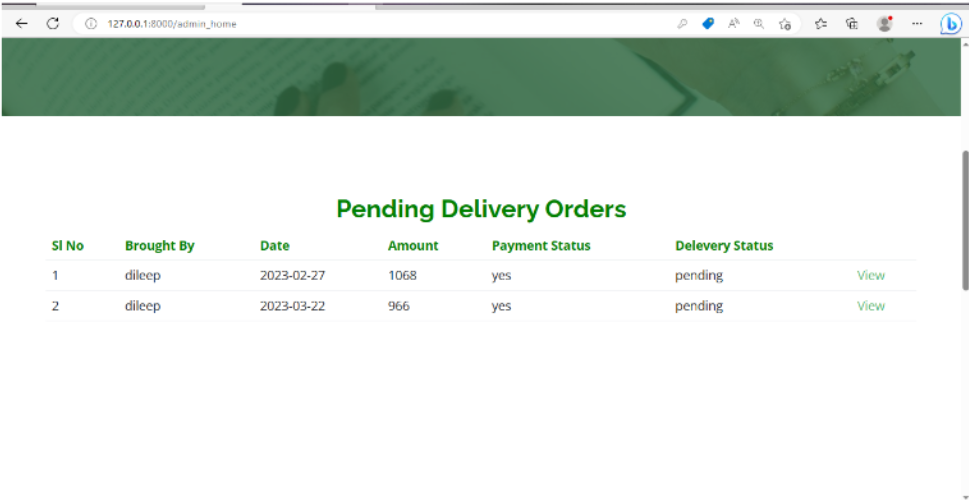 127.0.0.1:8000/admin_home
Pending Delivery Orders
Sl No Brought By Date Amount Payment Status Delevery Status
1 dileep 2023-02-27 1068 yes pending View
2 dileep 2023-03-22 966 yes pending View